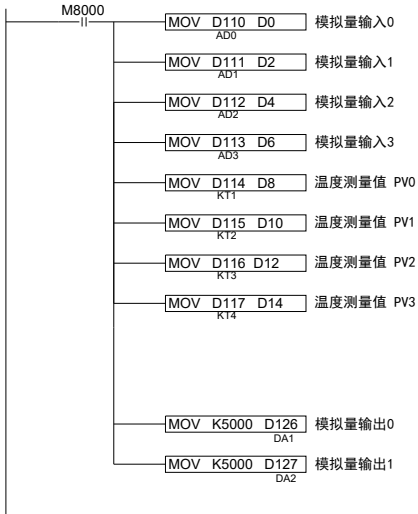 M8000
MOV D110 D0 模拟量输入0
AD0
MOV D111 D2 模拟量输入1
AD1
MOV D112 D4 模拟量输入2
AD2
MOV D113 D6 模拟量输入3
AD3
MOV D114 D8 温度测量值 PV0
KT1
MOV D115 D10 温度测量值 PV1
KT2
MOV D116 D12 温度测量值 PV2
KT3
MOV D117 D14 温度测量值 PV3
KT4
MOV K5000 D126 模拟量输出0
DA1
MOV K5000 D127 模拟量输出1
DA2